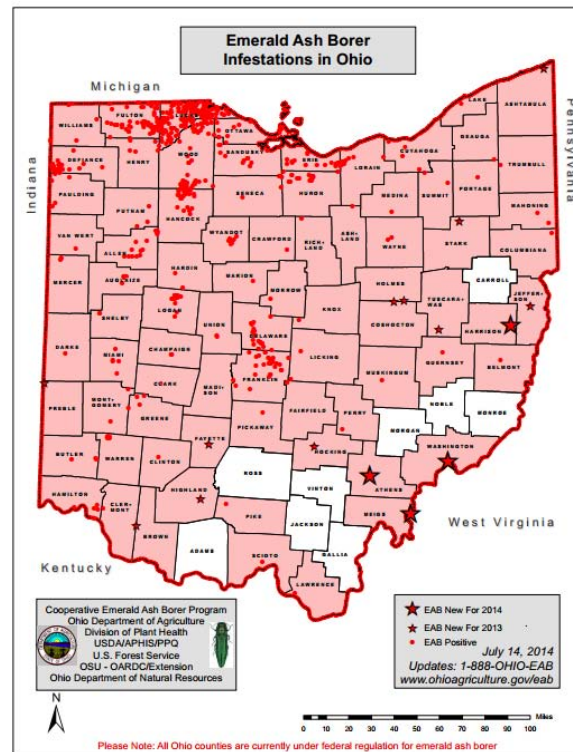 Emerald Ash Borer
Infestations in Ohio
Michigan
Pennsylvania
Indiana
LAKE
ASHTABULA
WILLIAMS
FULTON
LUCAS
OTTAWA
GEAUGA
CUYAHOGA
TRUMBULL
DEFIANCE
HENRY
WOOD
SANDUSKY
ERIE
LORAIN
PORTAGE
PAULDING
SENECA
HURON
MEDINA
SUMMIT
MAHONING
PUTNAM
HANCOCK
VAN WERT
ALLEN
WYANDOT
CRAWFORD
RICH-
LAND
ASH-
LAND
WAYNE
STARK
COLUMBIANA
MERCER
AUGLAIZE
HARDIN
MARION
MORROW
HOLMES
CARROLL
TUSCARA-
WAS
JEFFER-
SON
SHELBY
LOGAN
UNION
DELAWARE
KNOX
COSHOCTON
HARRISON
DARKE
MIAMI
CHAMPAIGN
LICKING
GUERNSEY
BELMONT
CLARK
MADI-
SON
FRANKLIN
MUSKINGUM
PREBLE
MONT-
GOMERY
GREENE
PICKAWAY
FAIRFIELD
PERRY
NOBLE
MONROE
MORGAN
FAYETTE
HOCKING
WASHINGTON
BUTLER
WARREN
CLINTON
ROSS
VINTON
ATHENS
HAMILTON
CLER-
MONT
HIGHLAND
PIKE
JACKSON
MEIGS
BROWN
ADAMS
SCIOTO
GALLIA
LAWRENCE
West Virginia
Kentucky
Cooperative Emerald Ash Borer Program
Ohio Department of Agriculture
Division of Plant Health
USDA/APHIS/PPQ
U.S. Forest Service
OSU - OARDC/Extension
Ohio Department of Natural Resources
EAB New For 2014
EAB New For 2013
EAB Positive
July 14, 2014
Updates: 1-888-OHIO-EAB
www.ohioagriculture.gov/eab
N
Miles
0 5 10 20 30 40 50 60 70 80 90 100
Please Note: All Ohio counties are currently under federal regulation for emerald ash borer